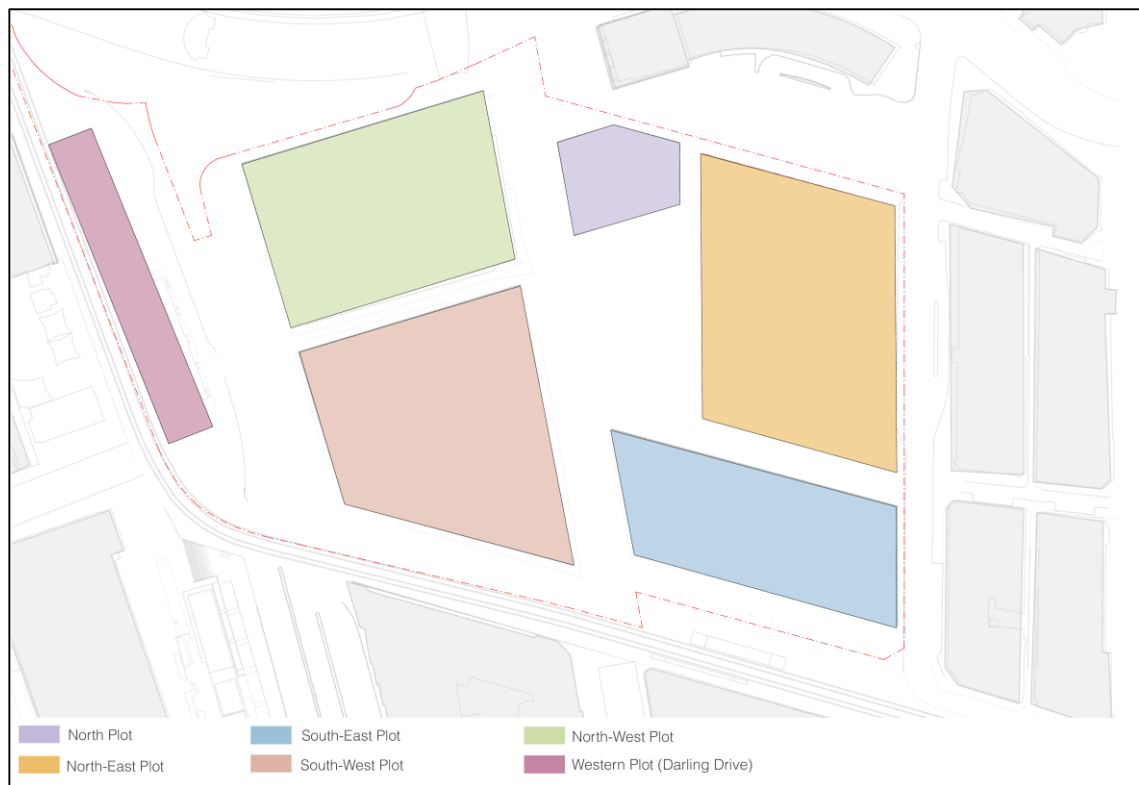 North Plot
South-East Plot
North-West Plot
North-East Plot
South-West Plot
Western Plot (Darling Drive)